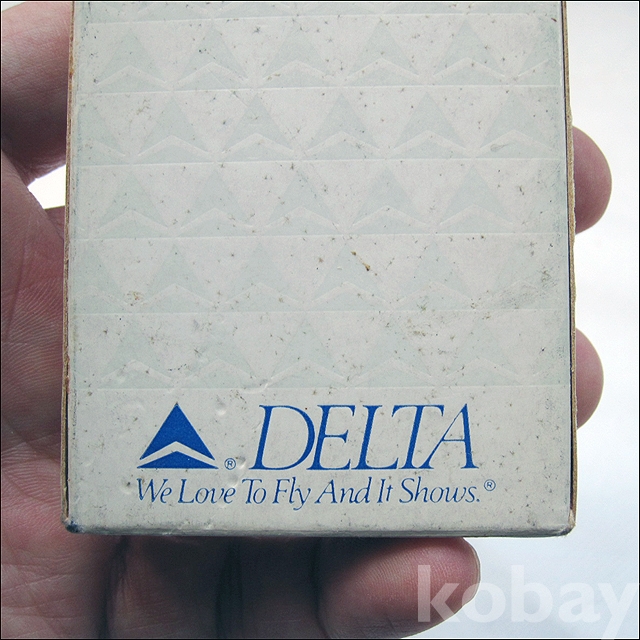 ® DELTA
We Love To Fly And It Shows.®
kobay